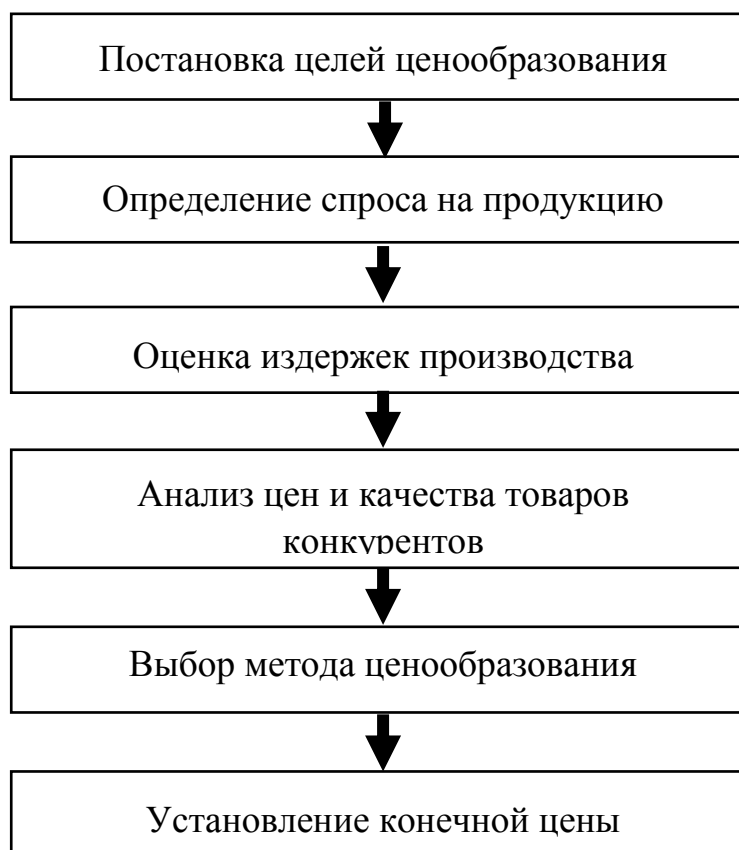 Постановка целей ценообразования
Определение спроса на продукцию
Оценка издержек производства
Анализ цен и качества товаров
конкурентов
Выбор метода ценообразования
Установление конечной цены